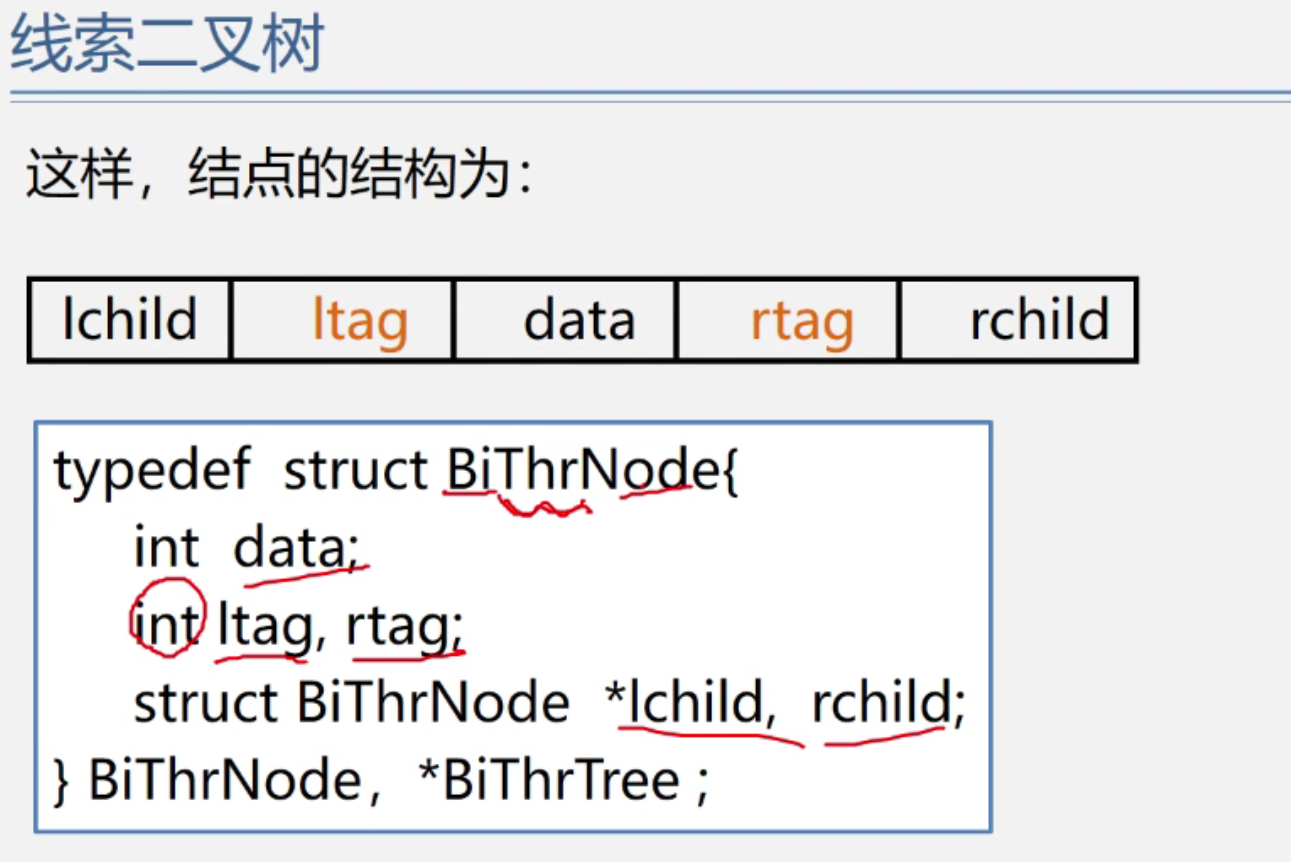 线索二叉树
这样，结点的结构为：
lchild ltag data rtag rchild
typedef struct BiThrNode{
int data;
int ltag, rtag;
struct BiThrNode *lchild, rchild;
} BiThrNode, *BiThrTree ;